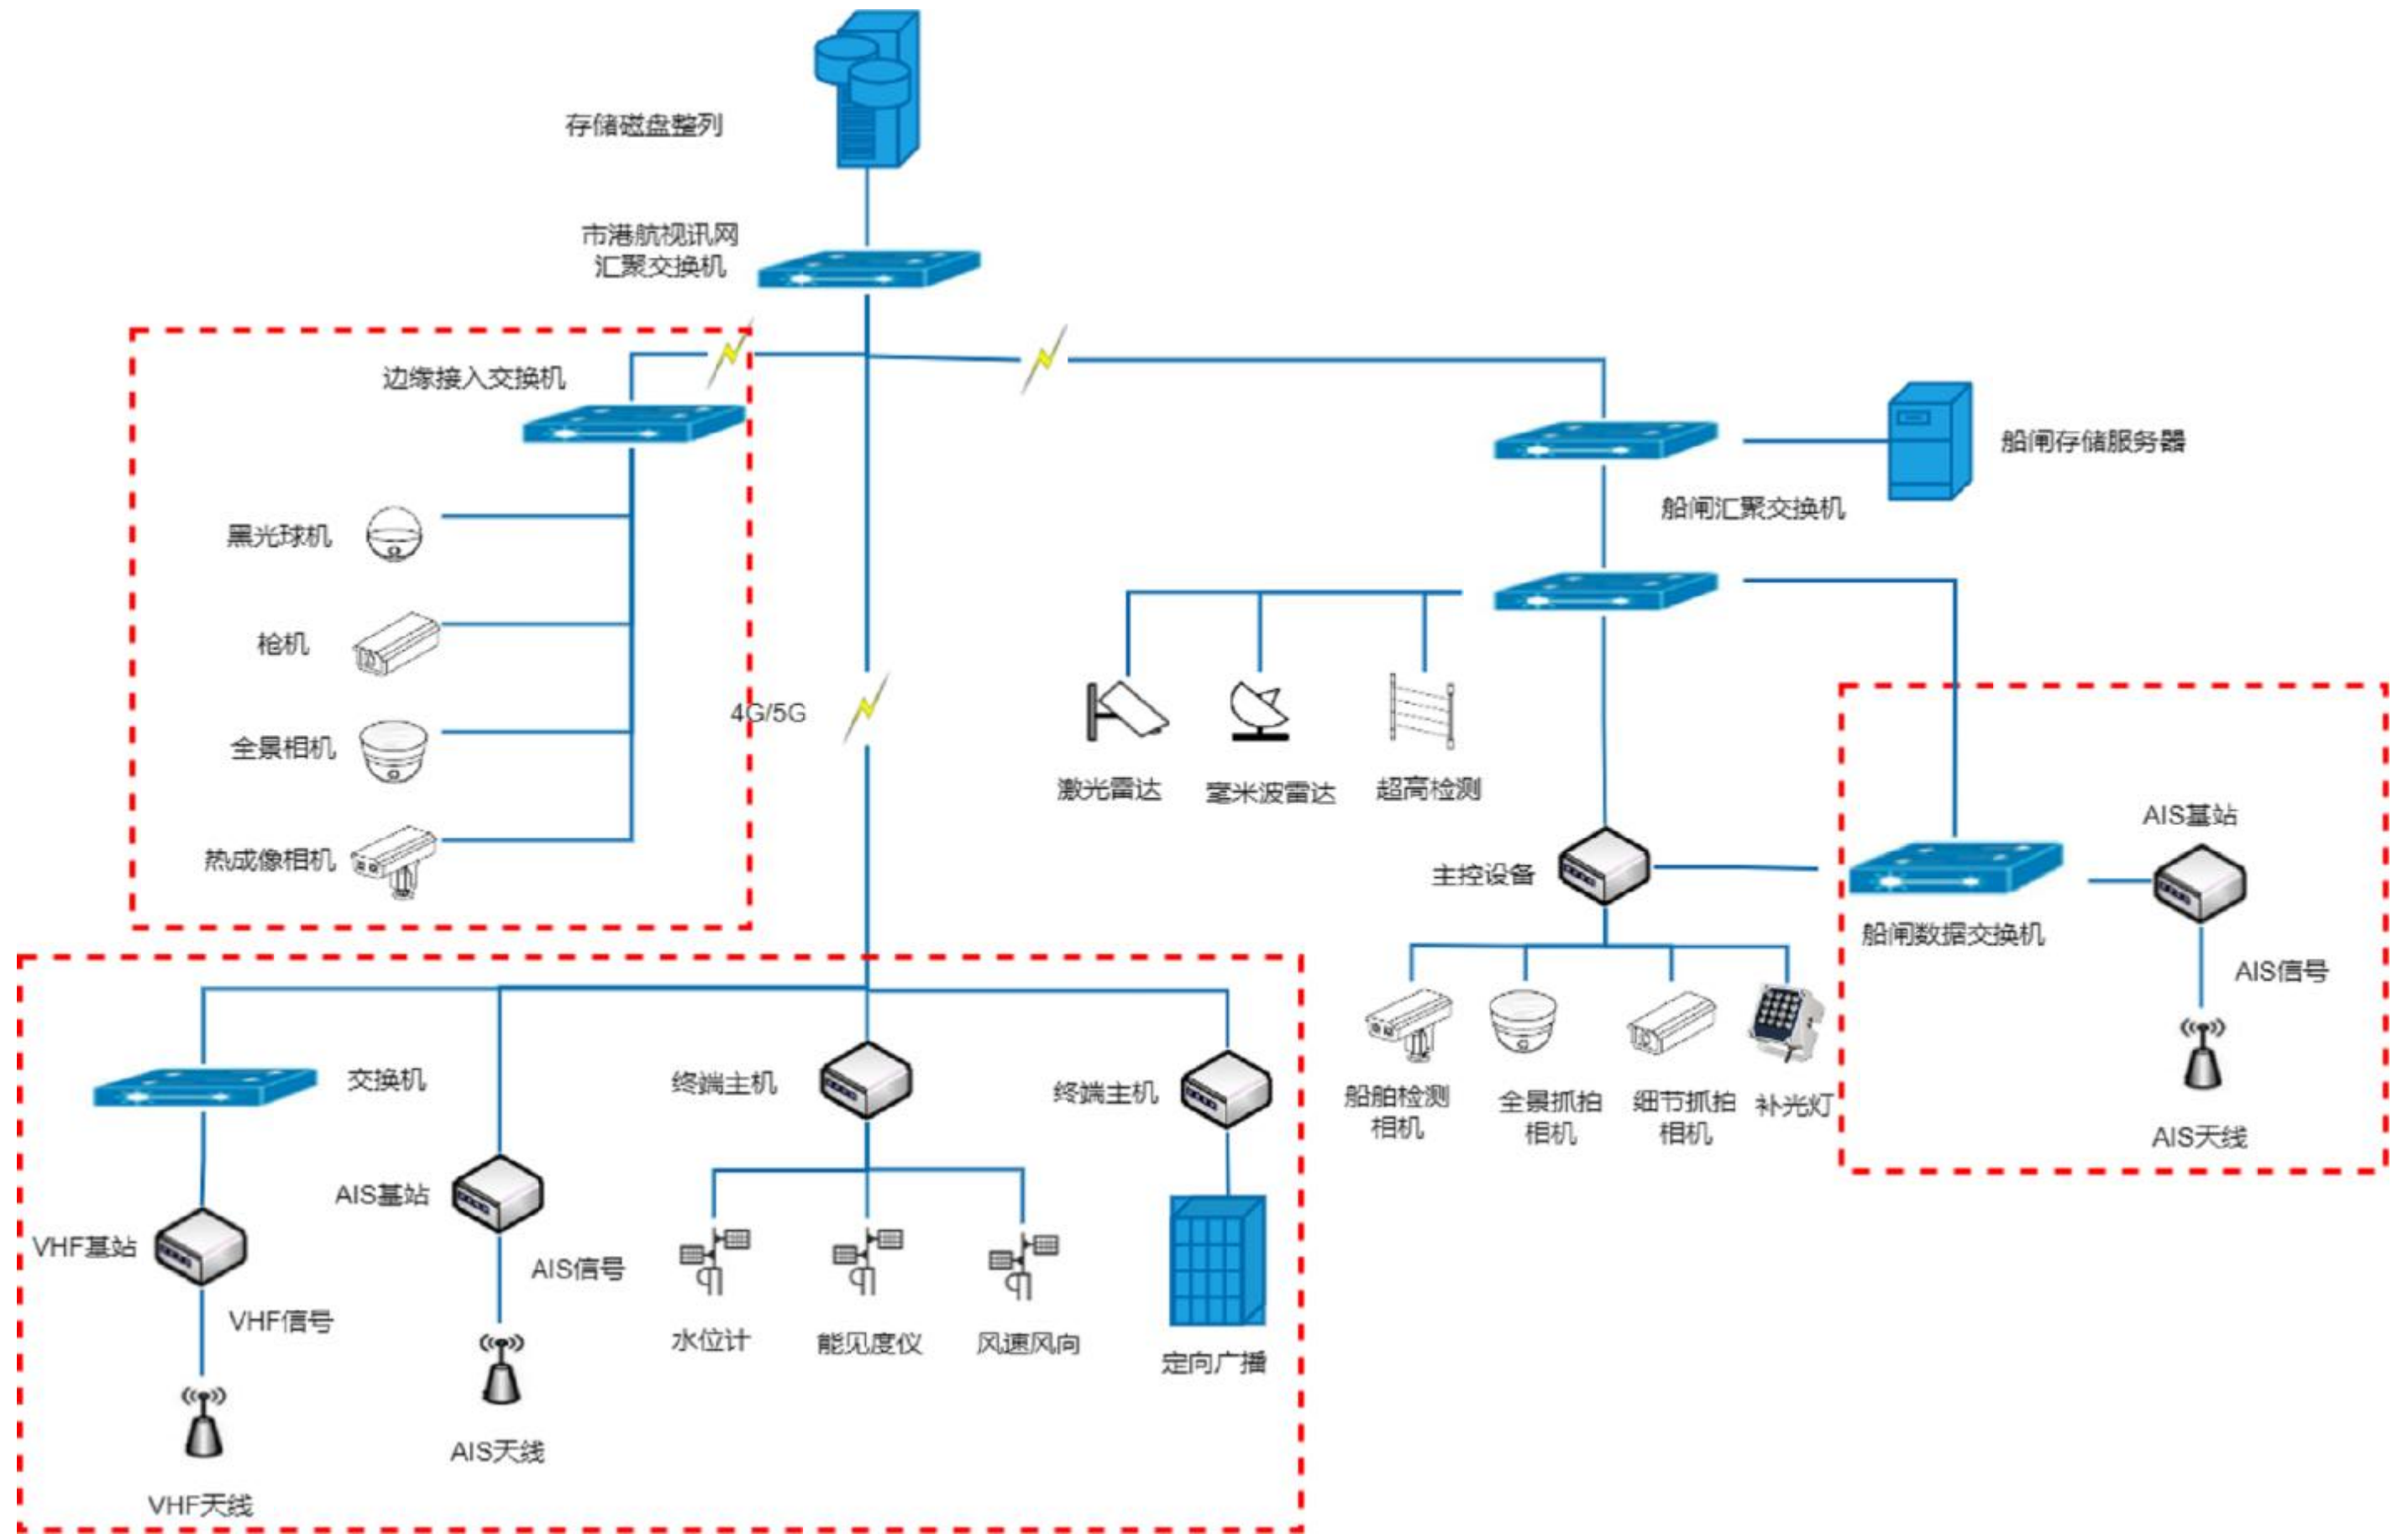 存储磁盘整列
市港航视讯网
汇聚交换机
边缘接入交换机
黑光球机
枪机
全景相机
热成像相机
4G/5G
船闸存储服务器
船闸汇聚交换机
激光雷达
毫米波雷达
超高检测
主控设备
AIS基站
船闸数据交换机
AIS信号
AIS天线
船舶检测
相机
全景抓拍
相机
细节抓拍
相机
补光灯
交换机
终端主机
终端主机
AIS基站
VHF基站
AIS信号
VHF信号
水位计
能见度仪
风速风向
定向广播
AIS天线
VHF天线